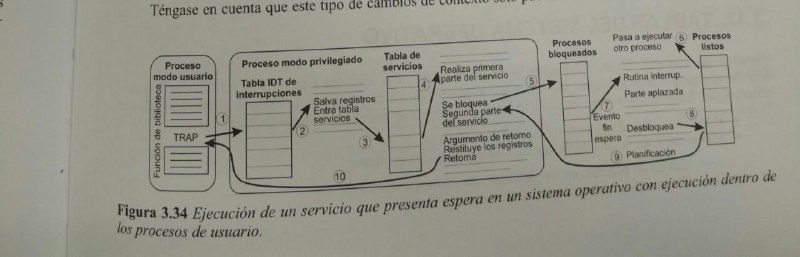 Téngase en cuenta que este tipo de cambios de contexto solo
Proceso
modo usuario
Función de biblioteca
TRAP
Proceso modo privilegiado
Tabla IDT de
interrupciones
Salva registros
Entra tabla
servicios
Tabla de
servicios
Realiza primera
parte del servicio
Se bloquea
Segunda parte
del servicio
Argumento de retorno
Restituye los registros
Retorna
Procesos
bloqueados
Pasa a ejecutar
otro proceso
Procesos
listos
Rutina interrup.
Parte aplazada
Evento
fin
espera
Desbloquea
Planificación
1
2
3
4
5
6
7
8
9
10
Figura 3.34 Ejecución de un servicio que presenta espera en un sistema operativo con ejecución dentro de
los procesos de usuario.